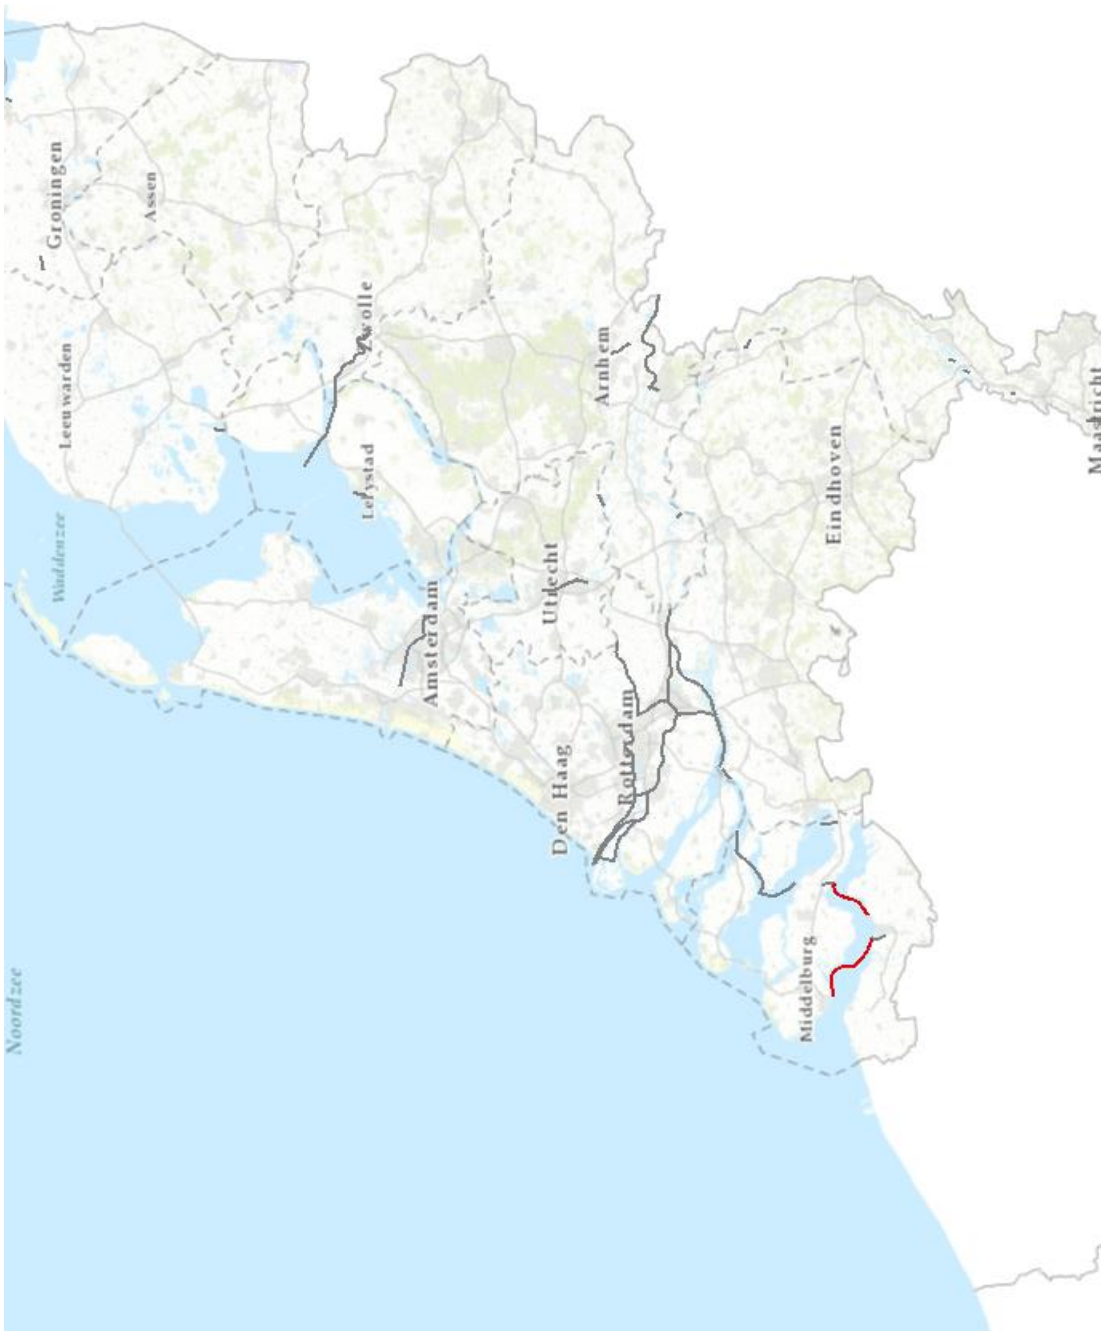 Groningen
Assen
Leeuwarden
Waddenzee
Zwolle
Lelystad
Arnhem
Amsterdam
Utrecht
Eindhoven
Maastricht
Den Haag
Rotterdam
Middelburg
Noordzee